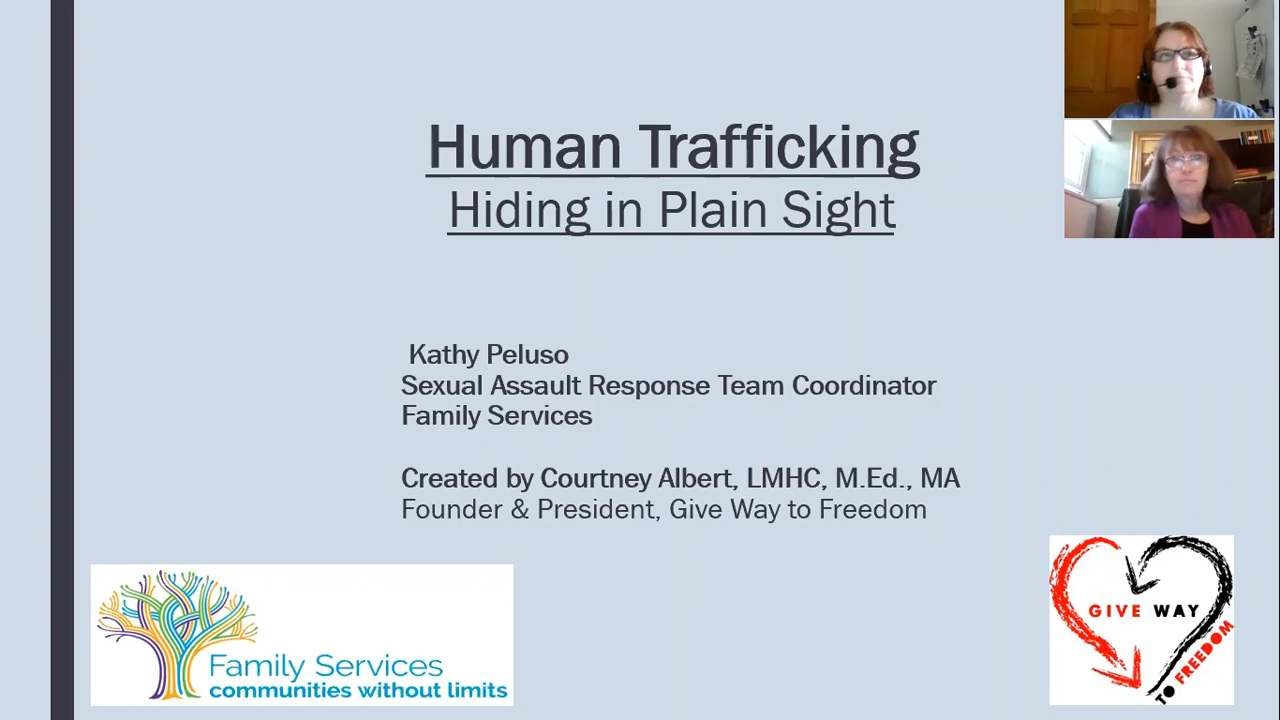 Human Trafficking
Hiding in Plain Sight
Kathy Peluso
Sexual Assault Response Team Coordinator
Family Services
Created by Courtney Albert, LMHC, M.Ed., MA
Founder & President, Give Way to Freedom
Family Services
communities without limits
GIVE WAY
TO FREEDOM